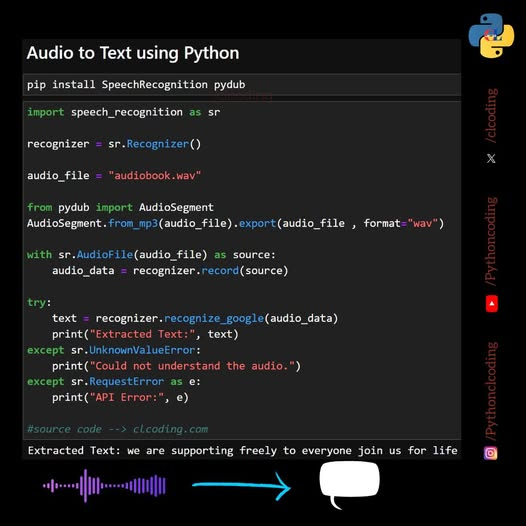 Audio to Text using Python
pip install SpeechRecognition pydub
import speech_recognition as sr
recognizer = sr.Recognizer()
audio_file = "audiobook.wav"
from pydub import AudioSegment
AudioSegment.from_mp3(audio_file).export(audio_file , format="wav")
with sr.AudioFile(audio_file) as source:
    audio_data = recognizer.record(source)
try:
    text = recognizer.recognize_google(audio_data)
    print("Extracted Text:", text)
except sr.UnknownValueError:
    print("Could not understand the audio.")
except sr.RequestError as e:
    print("API Error:", e)
#source code --> clcoding.com
Extracted Text: we are supporting freely to everyone join us for life
/clcoding
/Pythoncoding
/Pythonclcoding